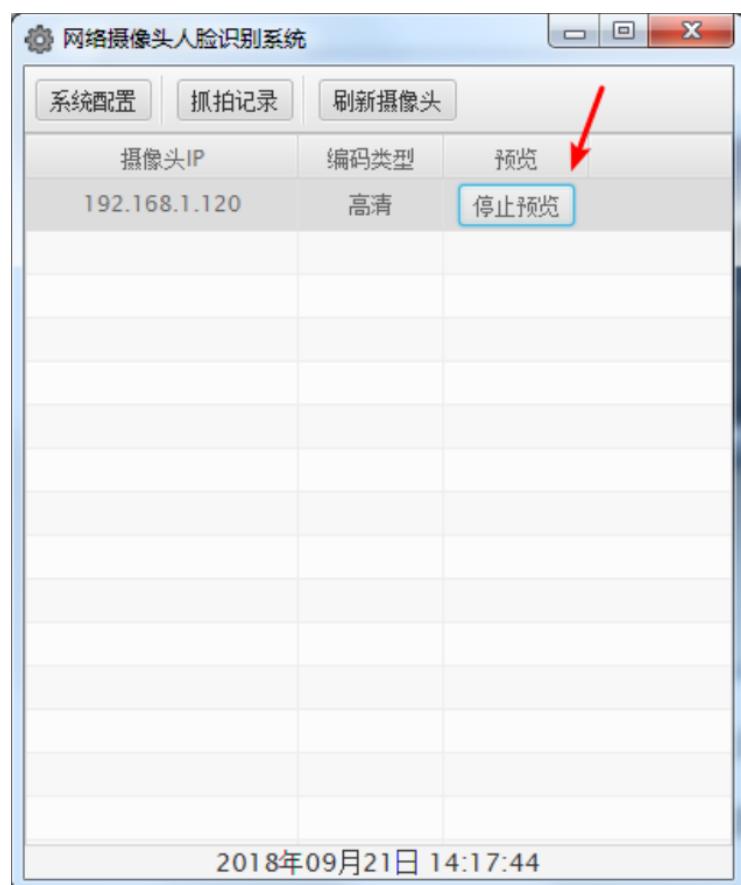 网络摄像头人脸识别系统
系统配置 抓拍记录 刷新摄像头
摄像头IP 编码类型 预览
192.168.1.120 高清 停止预览
2018年09月21日 14:17:44